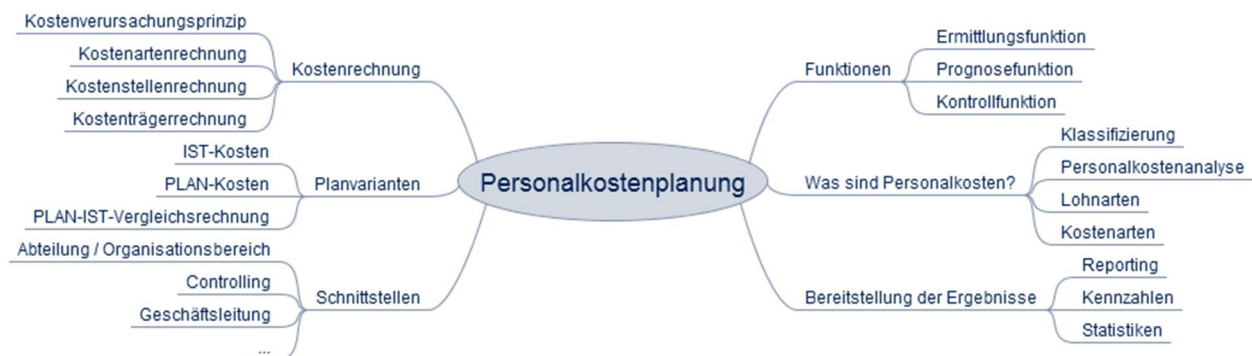 Personalkostenplanung
Kostenrechnung
Kostenverursachungsprinzip
Kostenartenrechnung
Kostenstellenrechnung
Kostenträgerrechnung
Planvarianten
IST-Kosten
PLAN-Kosten
PLAN-IST-Vergleichsrechnung
Schnittstellen
Abteilung / Organisationsbereich
Controlling
Geschäftsleitung
...
Funktionen
Ermittlungsfunktion
Prognosefunktion
Kontrollfunktion
Was sind Personalkosten?
Klassifizierung
Personalkostenanalyse
Lohnarten
Kostenarten
Bereitstellung der Ergebnisse
Reporting
Kennzahlen
Statistiken